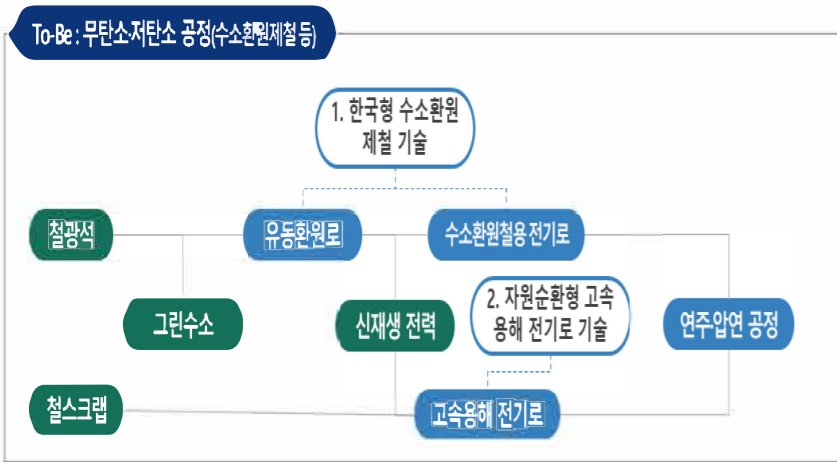 To-Be : 무탄소·저탄소 공정(수소환원제철 등)
1. 한국형 수소환원
제철 기술
철광석
유동환원로
수소환원철용 전기로
그린수소
신재생 전력
2. 자원순환형 고속
용해 전기로 기술
연주·압연 공정
철스크랩
고속용해 전기로